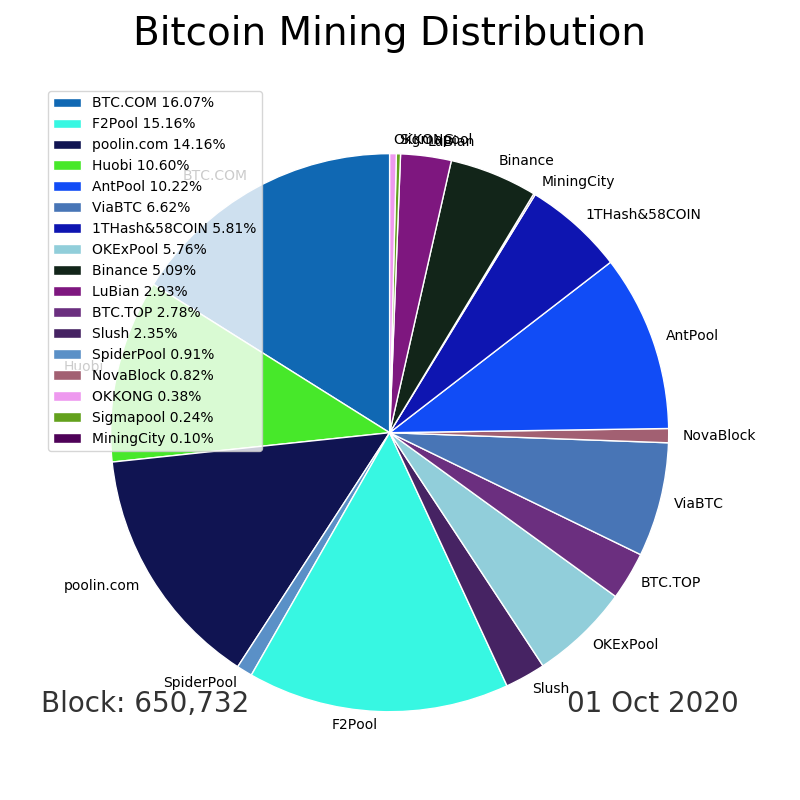 Bitcoin Mining Distribution
BTC.COM 16.07%
F2Pool 15.16%
poolin.com 14.16%
Huobi 10.60%
AntPool 10.22%
ViaBTC 6.62%
1THash&58COIN 5.81%
OKExPool 5.76%
Binance 5.09%
LuBian 2.93%
BTC.TOP 2.78%
Slush 2.35%
SpiderPool 0.91%
NovaBlock 0.82%
OKKONG 0.38%
Sigmapool 0.24%
MiningCity 0.10%
OKKONG
Sigmapool
LuBian
Binance
MiningCity
1THash&58COIN
BTC.COM
AntPool
Huobi
NovaBlock
ViaBTC
BTC.TOP
poolin.com
OKExPool
SpiderPool
Slush
F2Pool
Block: 650,732
01 Oct 2020